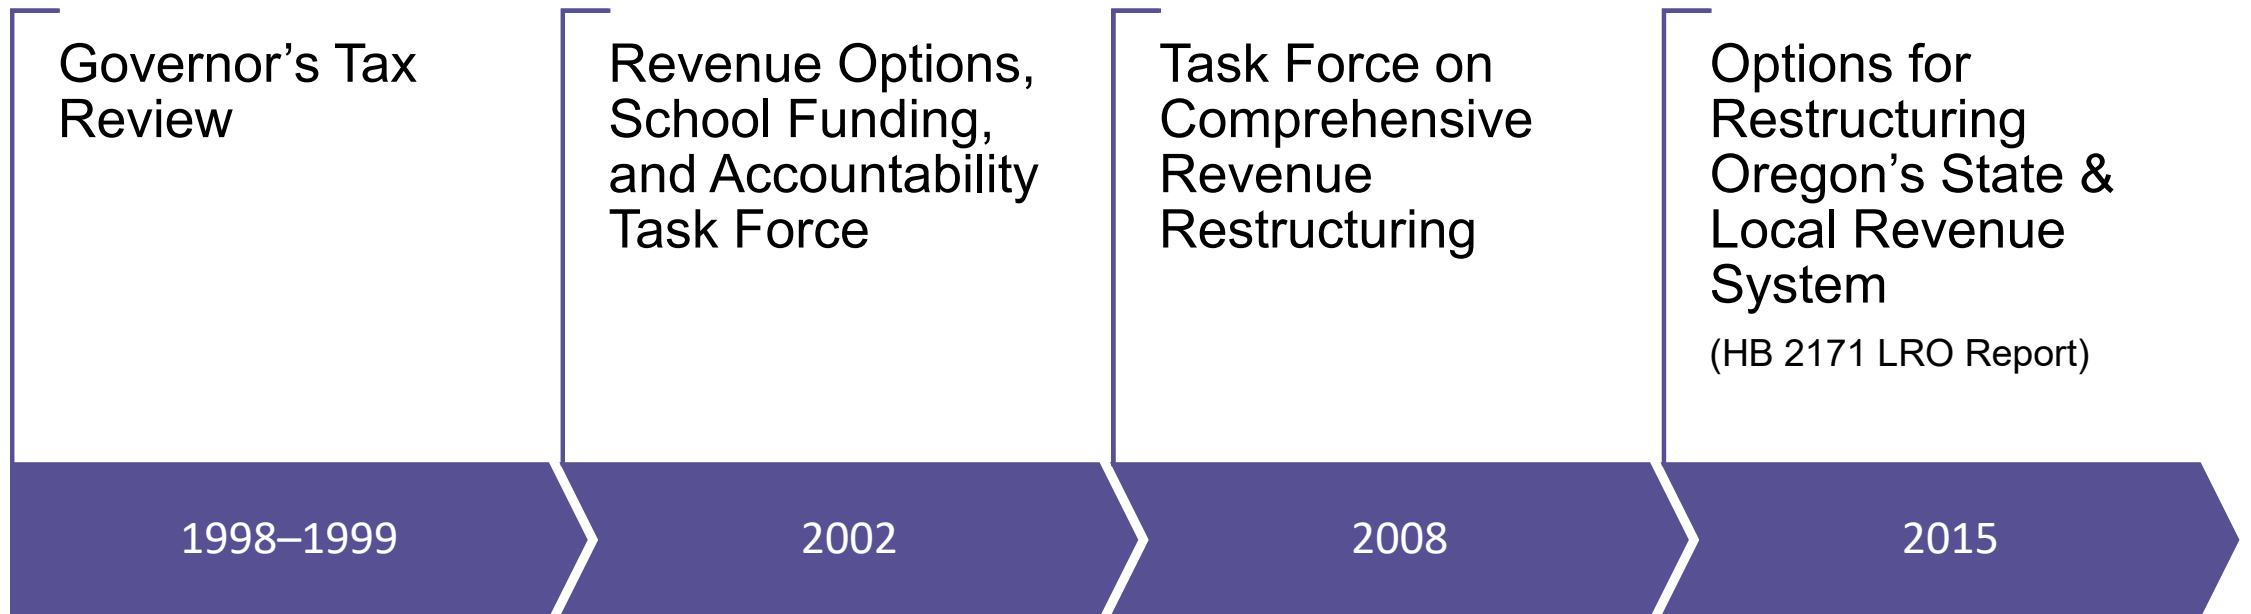 Governor’s Tax
Review
Revenue Options,
School Funding,
and Accountability
Task Force
Task Force on
Comprehensive
Revenue
Restructuring
Options for
Restructuring
Oregon’s State &
Local Revenue
System
(HB 2171 LRO Report)
1998–1999
2002
2008
2015